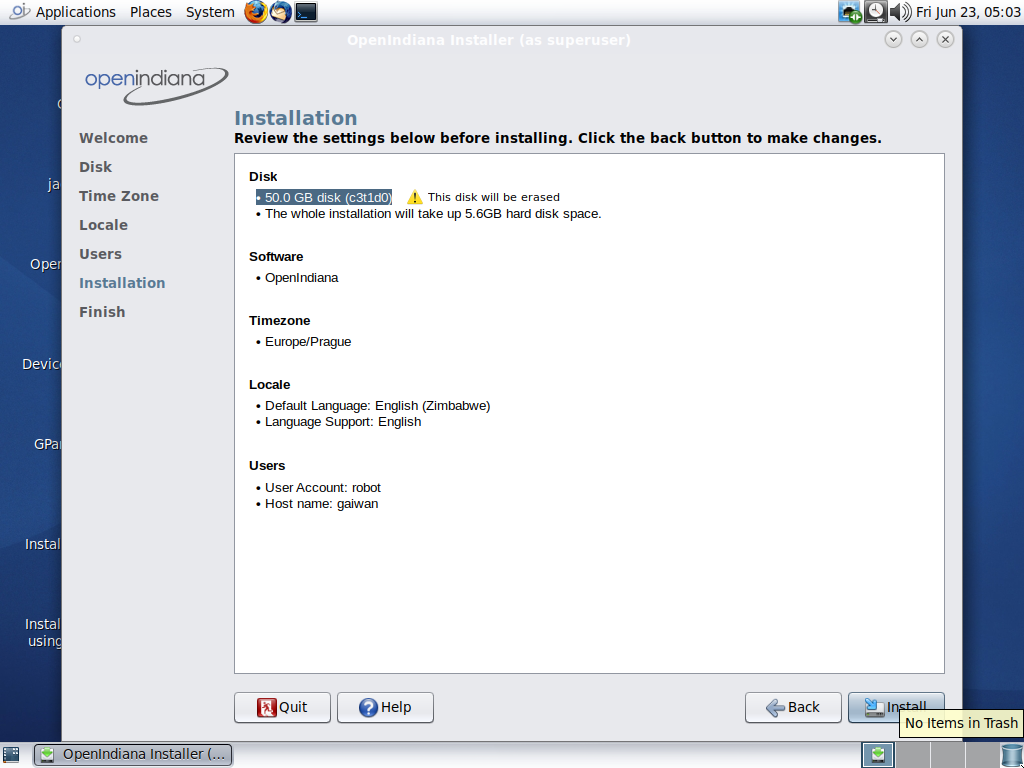 Applications Places System Fri Jun 23, 05:03
OpenIndiana Installer (as superuser)
openindiana
Installation
Review the settings below before installing. Click the back button to make changes.
Welcome
Disk
Time Zone
Locale
Users
Installation
Finish
Disk
• 50.0 GB disk (c3t1d0) This disk will be erased
• The whole installation will take up 5.6GB hard disk space.
Software
• OpenIndiana
Timezone
• Europe/Prague
Locale
• Default Language: English (Zimbabwe)
• Language Support: English
Users
• User Account: robot
• Host name: gaiwan
ja
Open
Device
GPa
Instal
Instal
using
Quit Help Back Install
No Items in Trash
OpenIndiana Installer (...